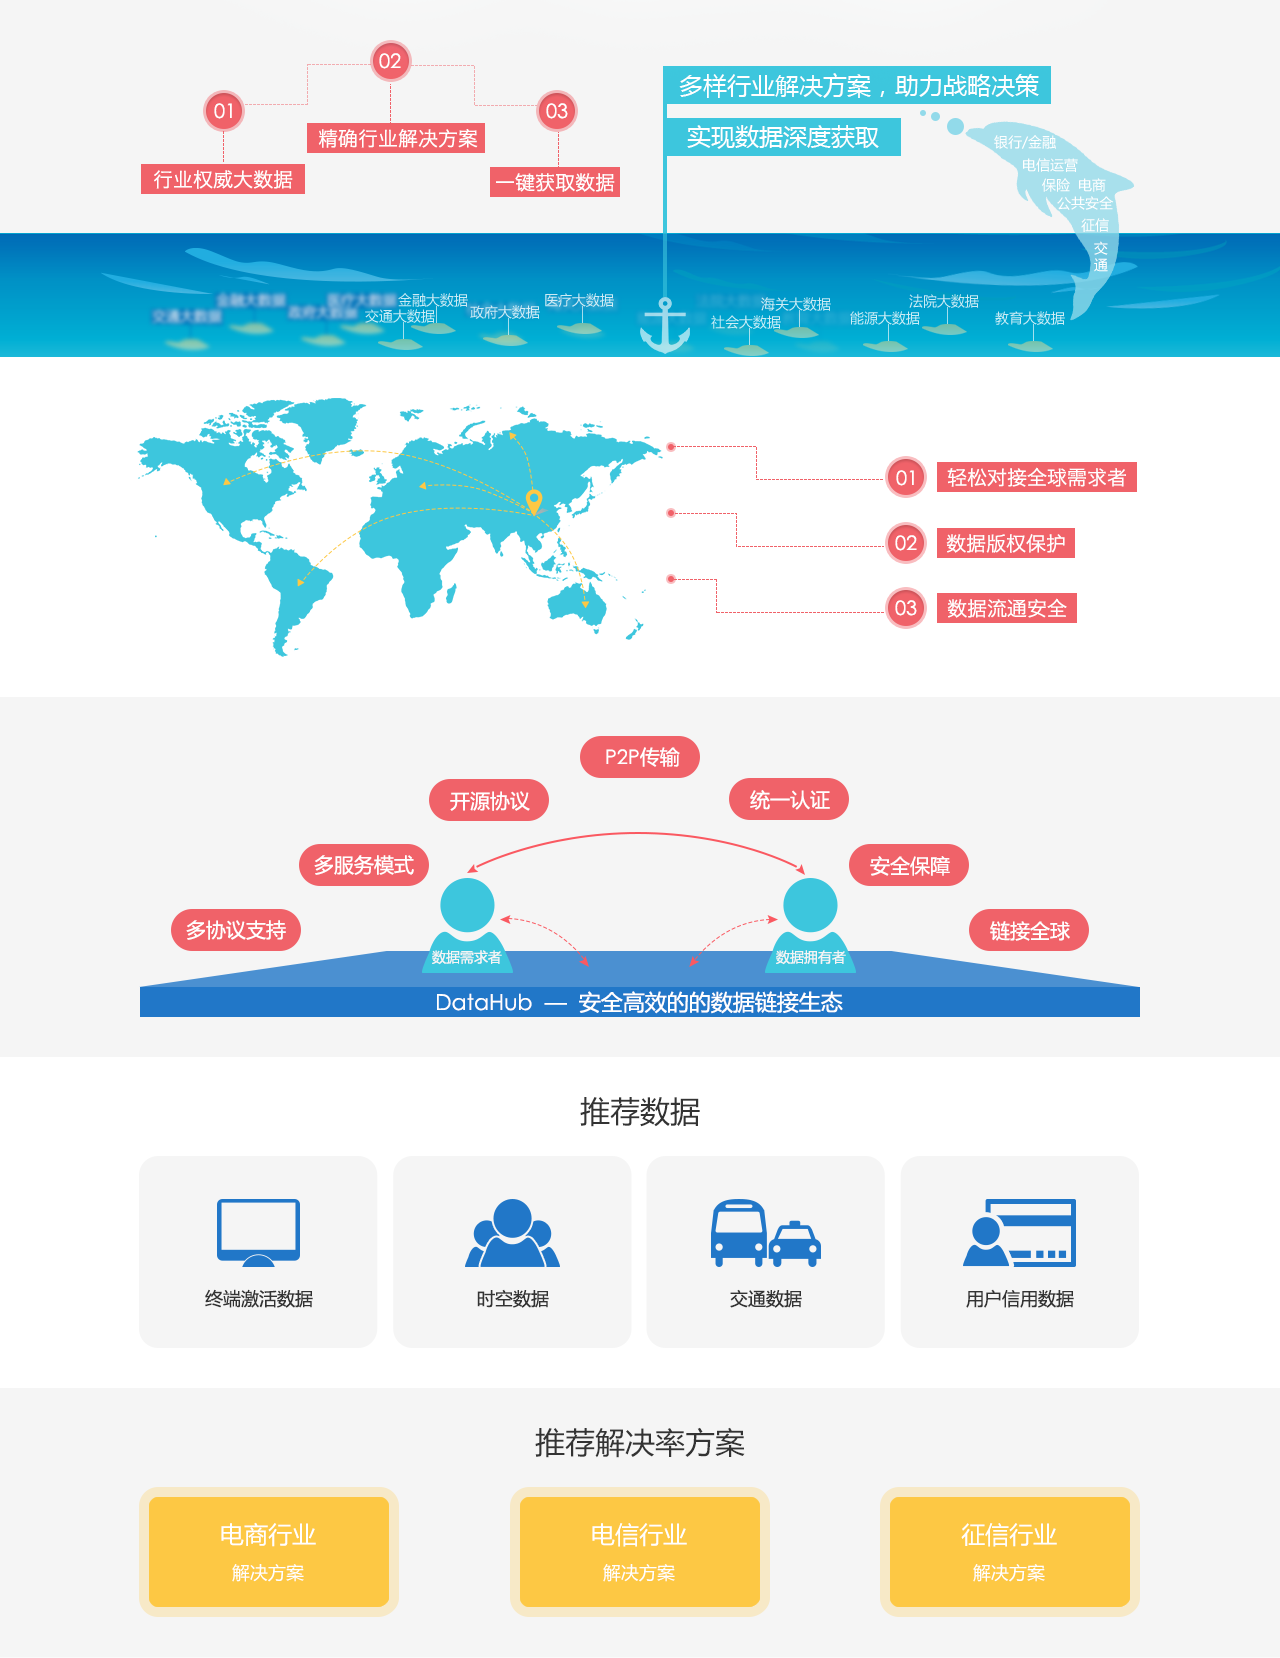 01
02
03
行业权威大数据
精确行业解决方案
一键获取数据
多样行业解决方案，助力战略决策
实现数据深度获取
银行/金融
电信运营
保险 电商
公共安全
征信
交
通
金融大数据
医疗大数据
交通大数据
政府大数据
金融大数据
医疗大数据
交通大数据
政府大数据
海关大数据
法院大数据
社会大数据
能源大数据
教育大数据
01 轻松对接全球需求者
02 数据版权保护
03 数据流通安全
P2P传输
开源协议
统一认证
多服务模式
安全保障
多协议支持
链接全球
数据需求者
数据拥有者
DataHub — 安全高效的的数据链接生态
推荐数据
终端激活数据
时空数据
交通数据
用户信用数据
推荐解决率方案
电商行业
解决方案
电信行业
解决方案
征信行业
解决方案